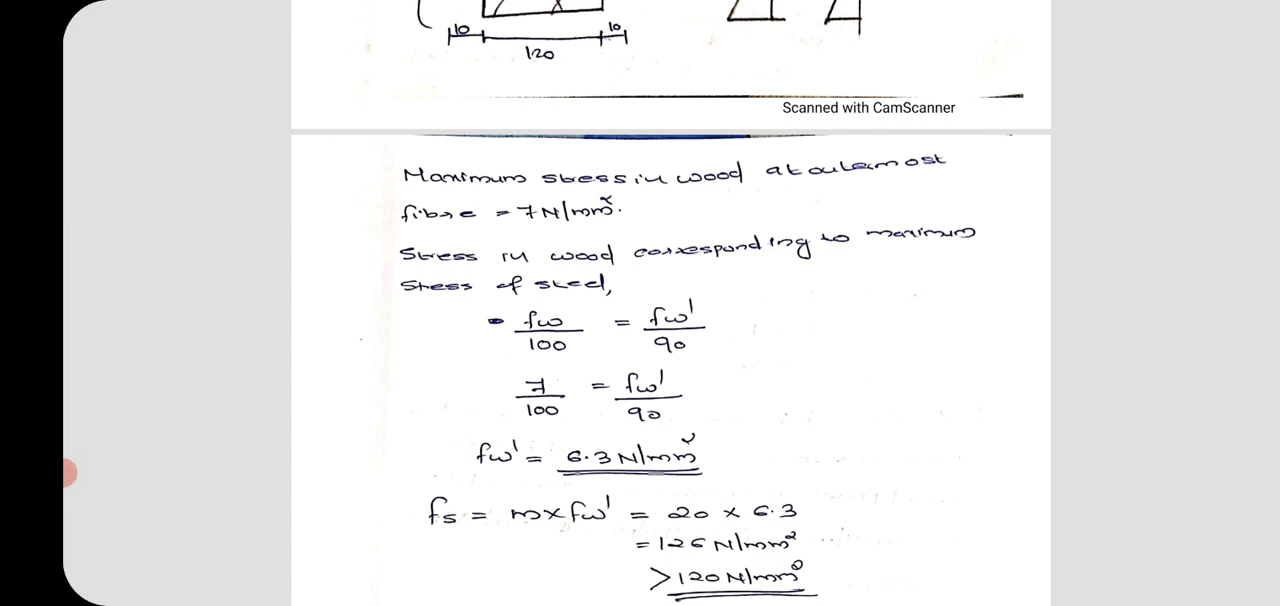 10
10
120
Scanned with CamScanner
Maximum stress in wood at outermost
fibre = 7 N/mm².
Stress in wood corresponding to maximum
stress of steel,
fw/100 = fw'/90
7/100 = fw'/90
fw' = 6.3 N/mm²
fs = m x fw' = 20 x 6.3
= 126 N/mm²
> 120 N/mm²